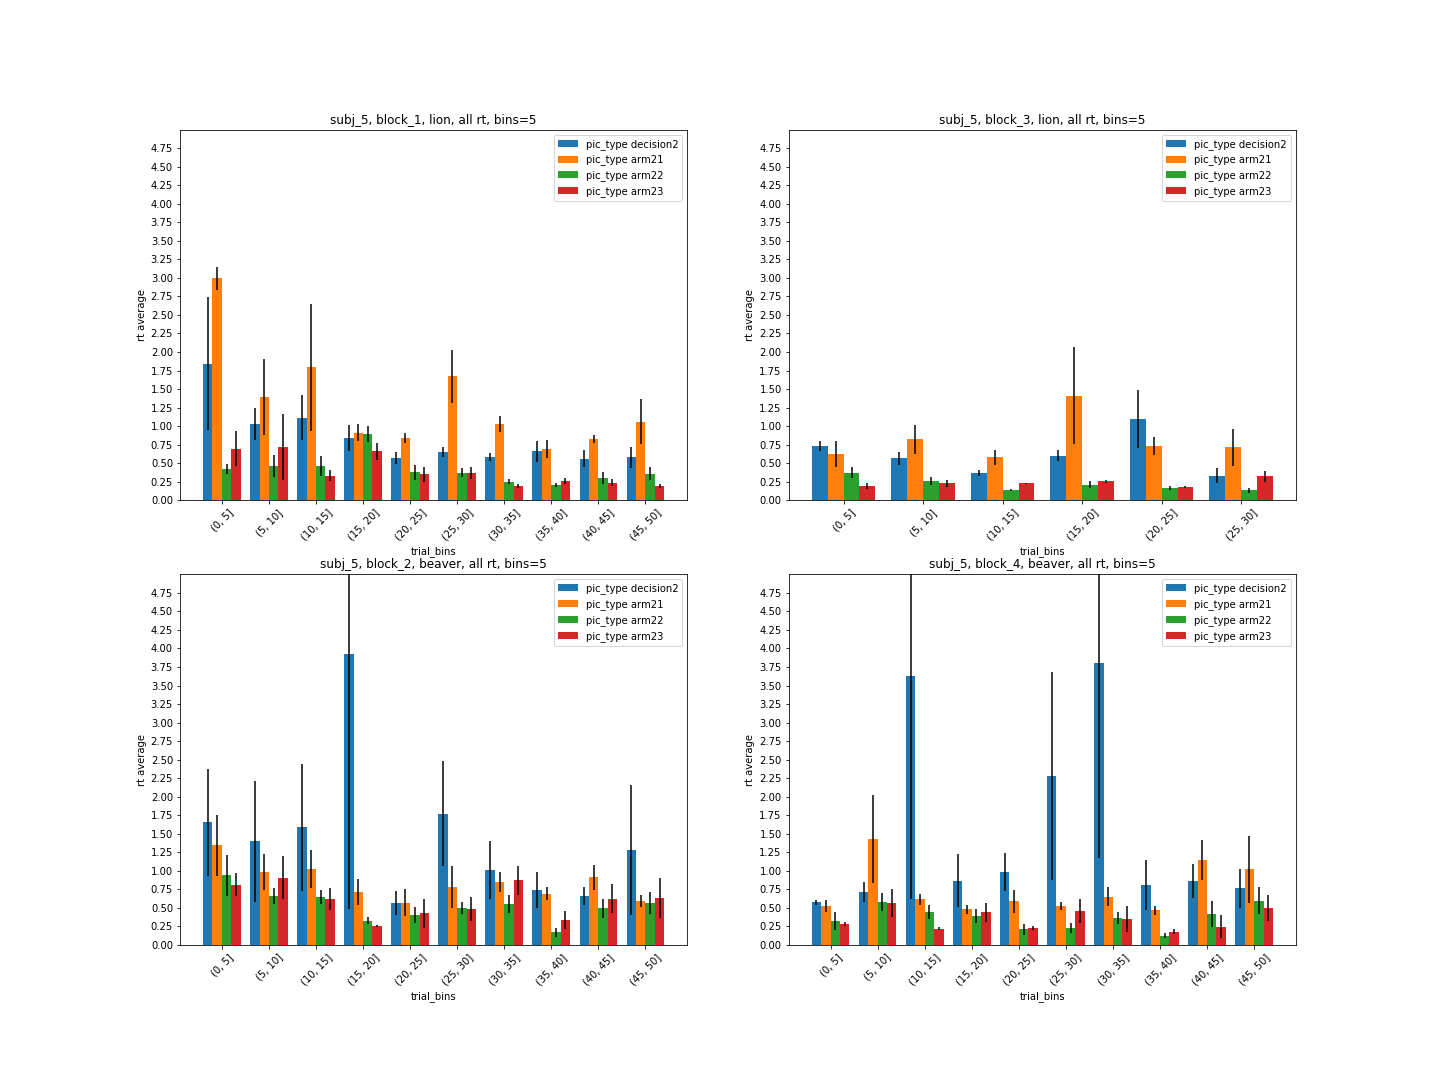 subj_5, block_1, lion, all rt, bins=5
4.75
4.50
4.25
4.00
3.75
3.50
3.25
3.00
2.75
2.50
2.25
2.00
1.75
1.50
1.25
1.00
0.75
0.50
0.25
0.00
rt average
pic_type decision2
pic_type arm21
pic_type arm22
pic_type arm23
(0, 5] (5, 10] (10, 15] (15, 20] (20, 25] (25, 30] (30, 35] (35, 40] (40, 45] (45, 50]
trial_bins
subj_5, block_3, lion, all rt, bins=5
4.75
4.50
4.25
4.00
3.75
3.50
3.25
3.00
2.75
2.50
2.25
2.00
1.75
1.50
1.25
1.00
0.75
0.50
0.25
0.00
rt average
pic_type decision2
pic_type arm21
pic_type arm22
pic_type arm23
(0, 5] (5, 10] (10, 15] (15, 20] (20, 25] (25, 30]
trial_bins
subj_5, block_2, beaver, all rt, bins=5
4.75
4.50
4.25
4.00
3.75
3.50
3.25
3.00
2.75
2.50
2.25
2.00
1.75
1.50
1.25
1.00
0.75
0.50
0.25
0.00
rt average
pic_type decision2
pic_type arm21
pic_type arm22
pic_type arm23
(0, 5] (5, 10] (10, 15] (15, 20] (20, 25] (25, 30] (30, 35] (35, 40] (40, 45] (45, 50]
trial_bins
subj_5, block_4, beaver, all rt, bins=5
4.75
4.50
4.25
4.00
3.75
3.50
3.25
3.00
2.75
2.50
2.25
2.00
1.75
1.50
1.25
1.00
0.75
0.50
0.25
0.00
rt average
pic_type decision2
pic_type arm21
pic_type arm22
pic_type arm23
(0, 5] (5, 10] (10, 15] (15, 20] (20, 25] (25, 30] (30, 35] (35, 40] (40, 45] (45, 50]
trial_bins